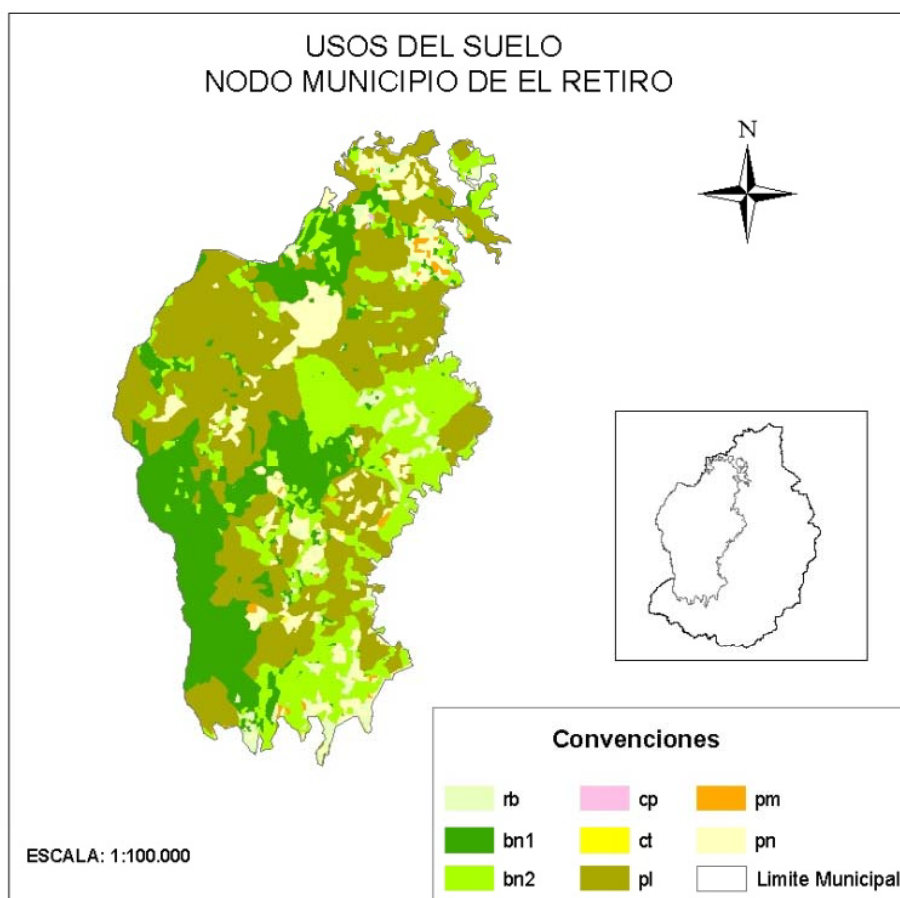 USOS DEL SUELO
NODO MUNICIPIO DE EL RETIRO
N
Convenciones
rb
cp
pm
bn1
ct
pn
bn2
pl
Limite Municipal
ESCALA: 1:100.000